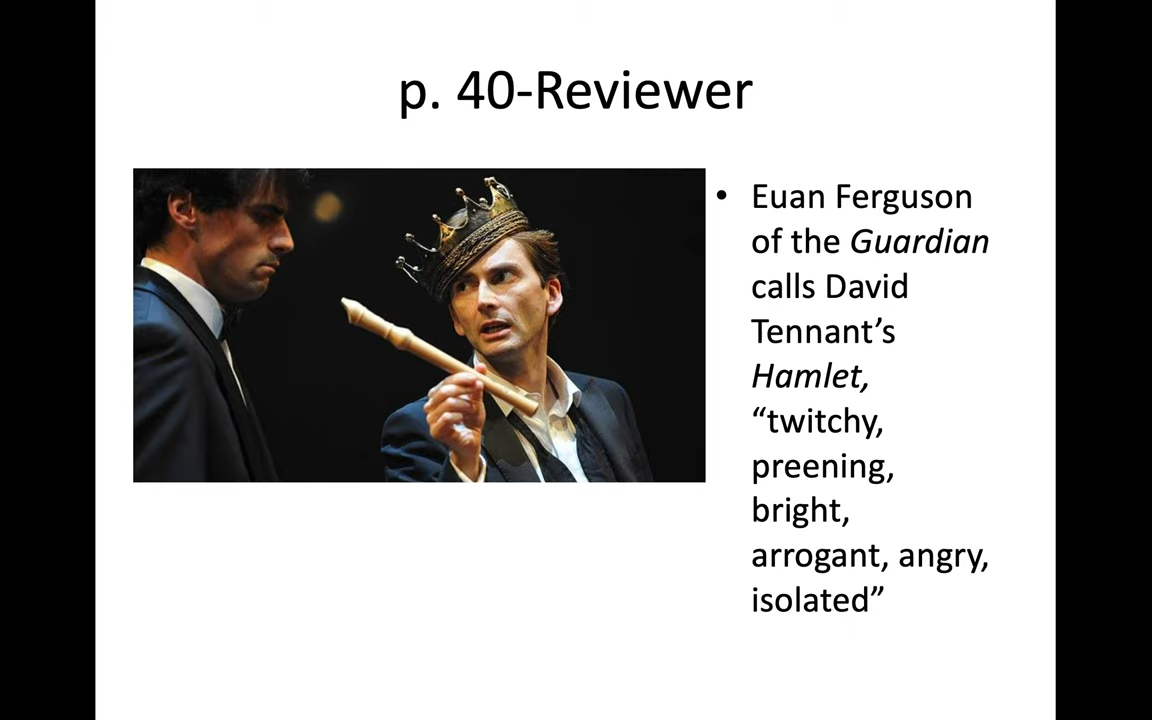 p. 40-Reviewer
• Euan Ferguson
of the Guardian
calls David
Tennant’s
Hamlet,
“twitchy,
preening,
bright,
arrogant, angry,
isolated”